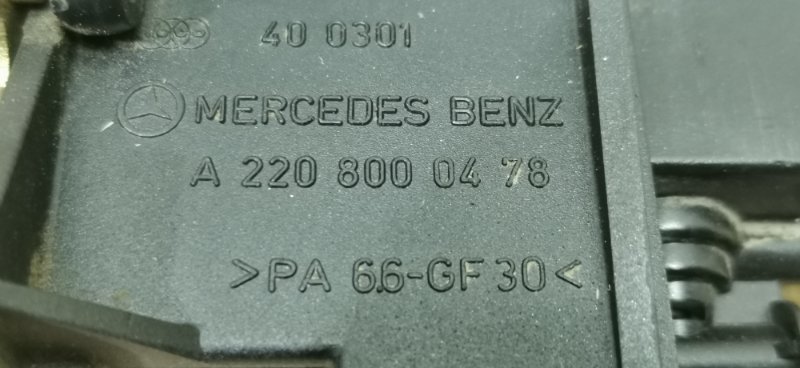 40 0301
MERCEDES BENZ
A 220 800 04 78
>PA 6.6-GF 30<